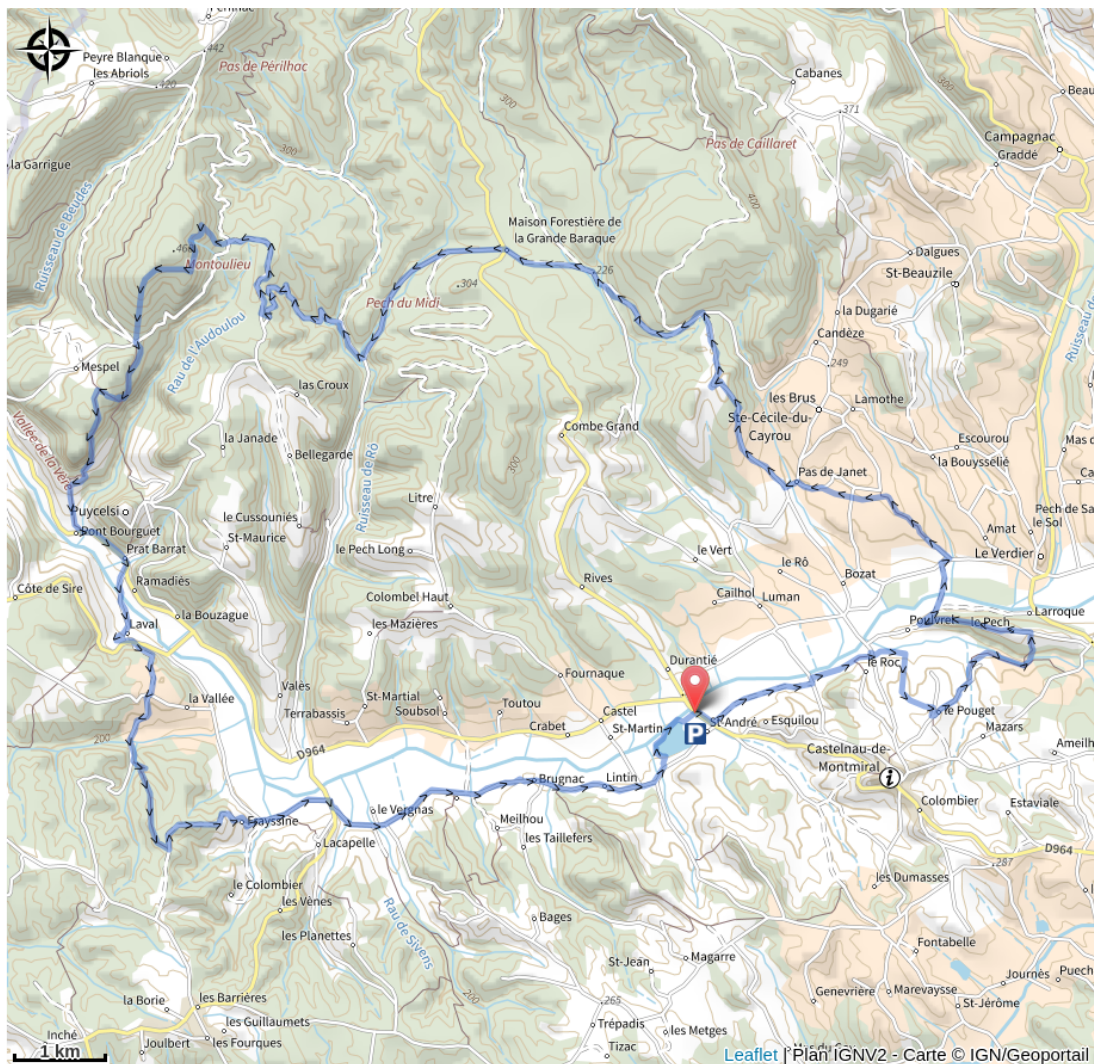 442
Peyre Blanque
les Abriols
420
Pas de Périlhac
Cabanes
371
Campagnac
Graddé
la Garrigue
300
300
300
Pas de Caillaret
400
Ruisseau de Beudes
Maison Forestière de
la Grande Baraque
226
Dalgues
St-Beauzile
Montoulieu
304
Pech du Midi
la Dugarié
Candèze
249
Rau de l'Audoulou
Mespel
las Croux
les Brus
Lamothe
Ste-Cécile-du-
Cayrou
Vallée de la Vère
la Janade
Bellegarde
Combe Grand
300
Escourou
la Bouysselié
Pas de Janet
Ruisseau de Rô
Litre
le Cussouniés
St-Maurice
Pont Bourguet
Prat Barrat
le Pech Long
Amat
le Sol
Le Verdier
le Vert
le Rô
Bozat
Côte de Sire
Ramadiés
Rives
Cailhol
Luman
la Bouzague
Colombel Haut
les Mazières
Laval
Larroque
le Pech
Durantié
le Roc
Fournaque
Valès
St-Martial
Soubsol
Toutou
Castel
la Vallée
Terrabassis
Crabet
St-Martin
P
St-André
Esquilou
le Pouget
Mazars
200
D964
Castelnau-de-
Montmiral
i
Brugnac
Lintin
Colombier
Estaviale
Frayssine
le Vergnas
Meilhou
les Taillefers
Lacapelle
D964
287
les Dumasses
le Colombier
les Vènes
Rau de Sivens
Bages
les Planettes
Fontabelle
St-Jean
Magarre
Journès
200
Marevaysse
Genevrière
St-Jérôme
la Borie
les Barrières
265
les Guillaumets
Trépadis
les Metges
Inché
Joulbert
les Fourques
Tizac
1 km
Leaflet | Plan IGNV2 - Carte © IGN/Geoportail